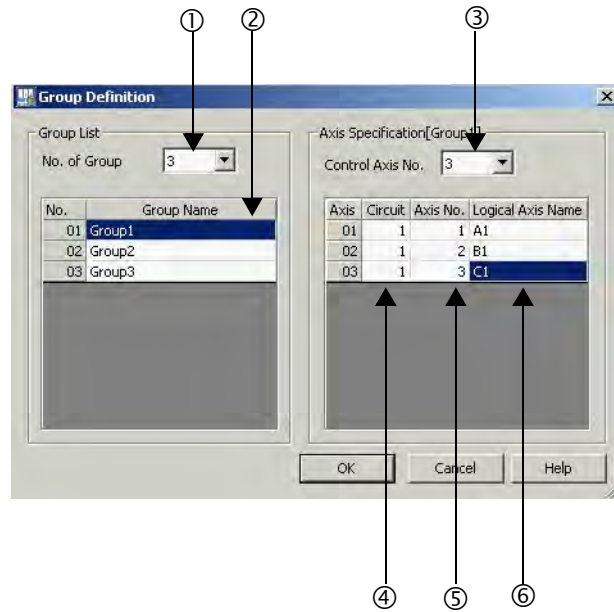 ① ② ③
Group Definition
Group List
No. of Group 3
No. Group Name
01 Group1
02 Group2
03 Group3
Axis Specification[Group1]
Control Axis No. 3
Axis Circuit Axis No. Logical Axis Name
01 1 1 A1
02 1 2 B1
03 1 3 C1
OK Cancel Help
④ ⑤ ⑥